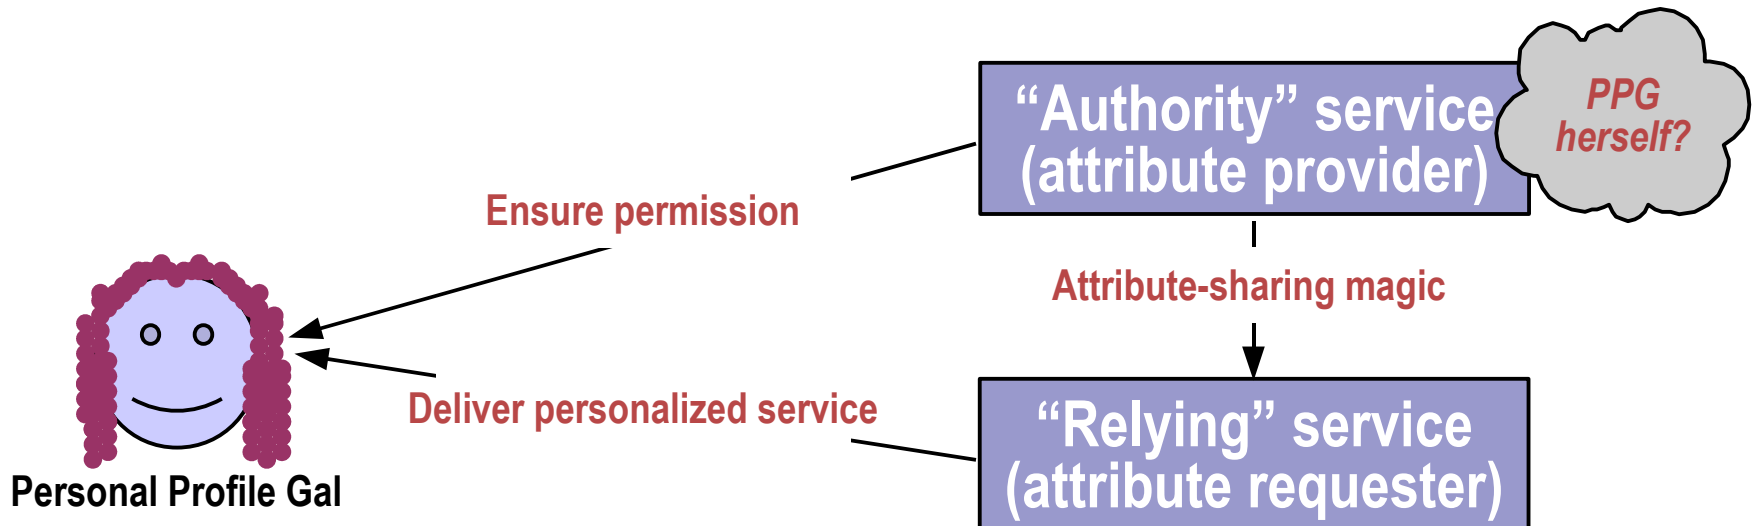 “Authority” service
(attribute provider)
PPG
herself?
Ensure permission
Attribute-sharing magic
Deliver personalized service
“Relying” service
(attribute requester)
Personal Profile Gal